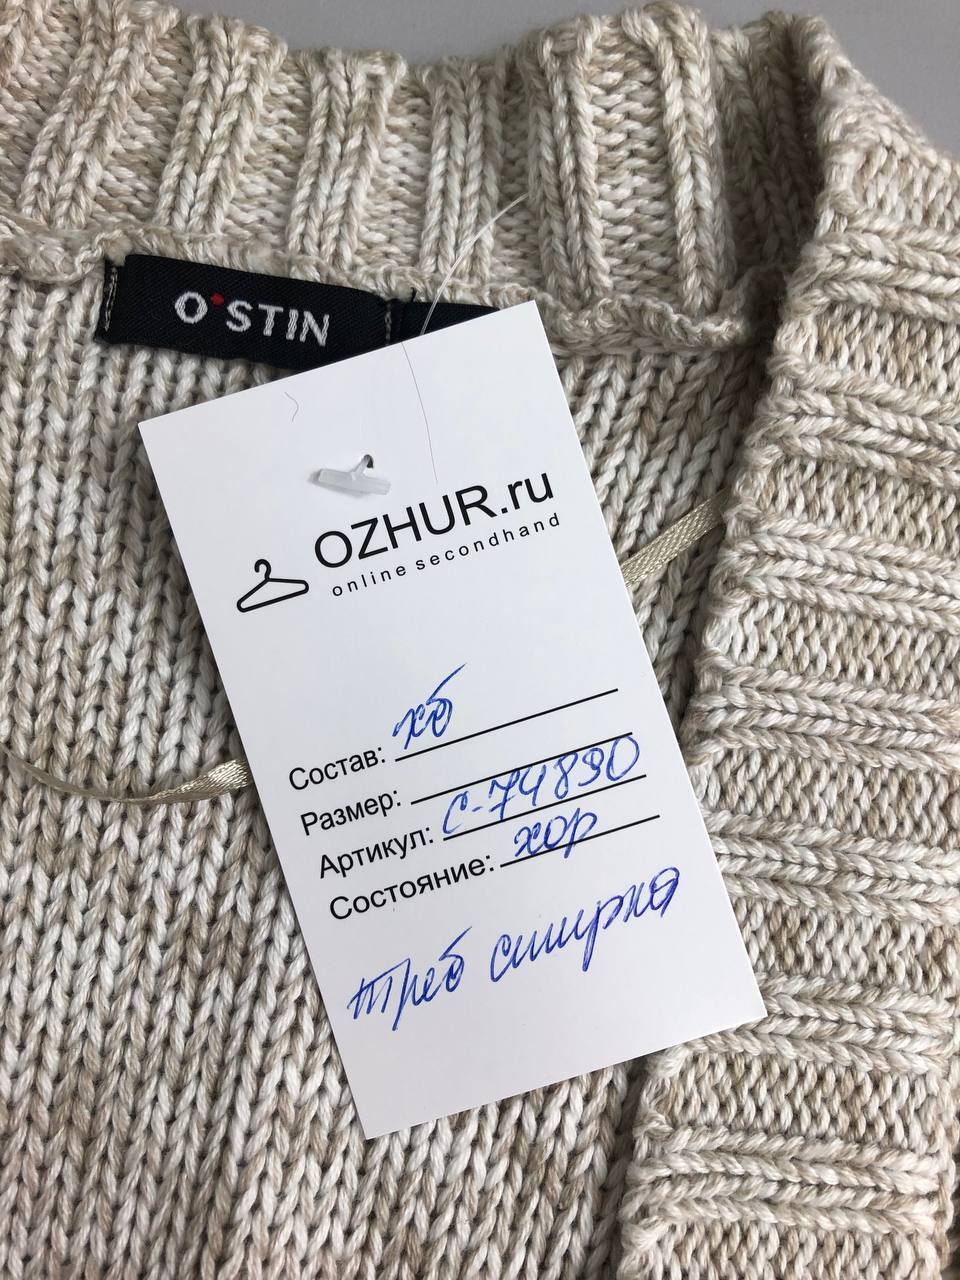 O'STIN
OZHUR.ru
online secondhand
Состав: хб
Размер:
Артикул: С-74890
Состояние: хор
треб стирка